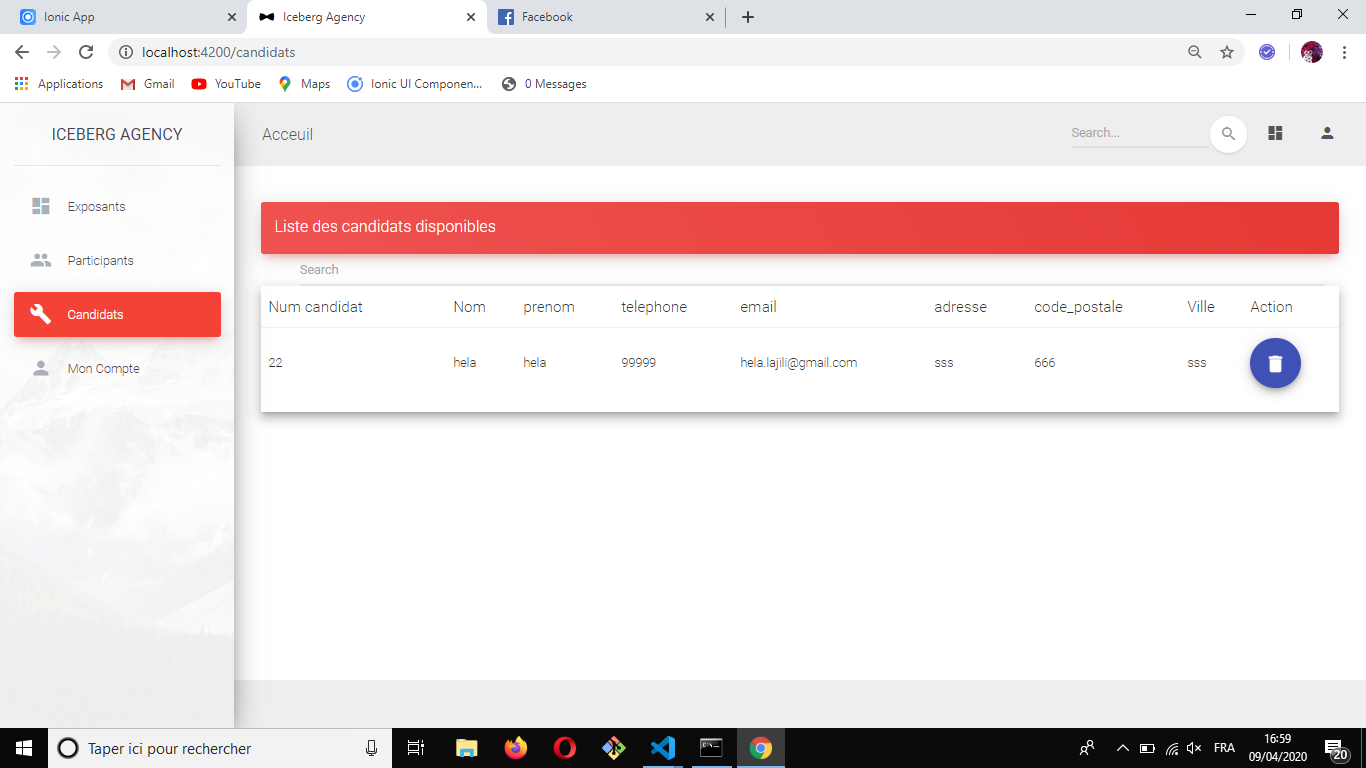 Ionic App
Iceberg Agency
Facebook
localhost:4200/candidats
Applications
Gmail
YouTube
Maps
Ionic UI Componen...
0 Messages
ICEBERG AGENCY
Acceuil
Search...
Exposants
Participants
Candidats
Mon Compte
Liste des candidats disponibles
Search
Num candidat Nom prenom telephone email adresse code_postale Ville Action
22 hela hela 99999 hela.lajili@gmail.com sss 666 sss
Taper ici pour rechercher
FRA
16:59
09/04/2020
20